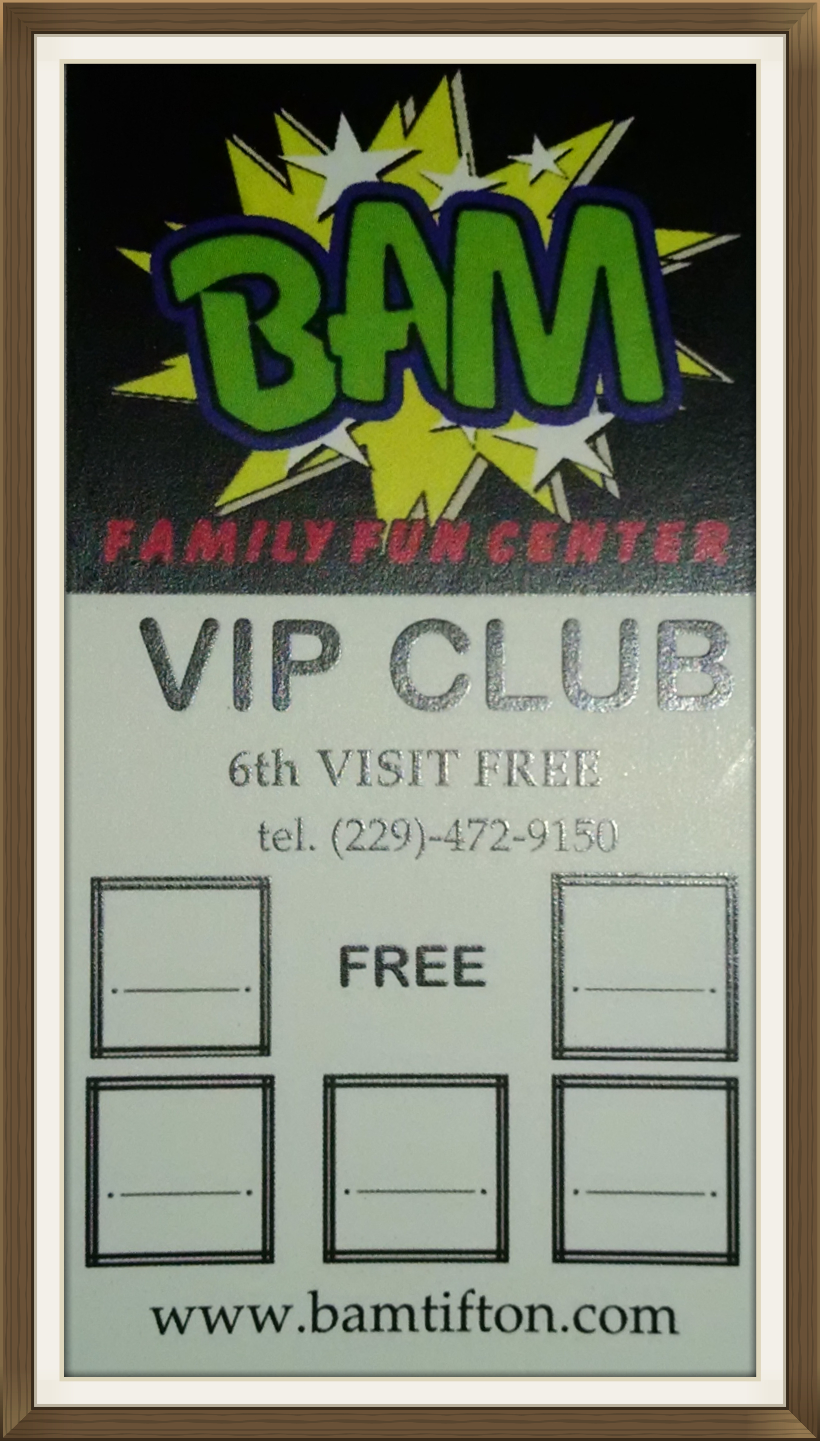 BAM
FAMILY FUN CENTER
VIP CLUB
6th VISIT FREE
tel. (229)-472-9150
FREE
www.bamtifton.com